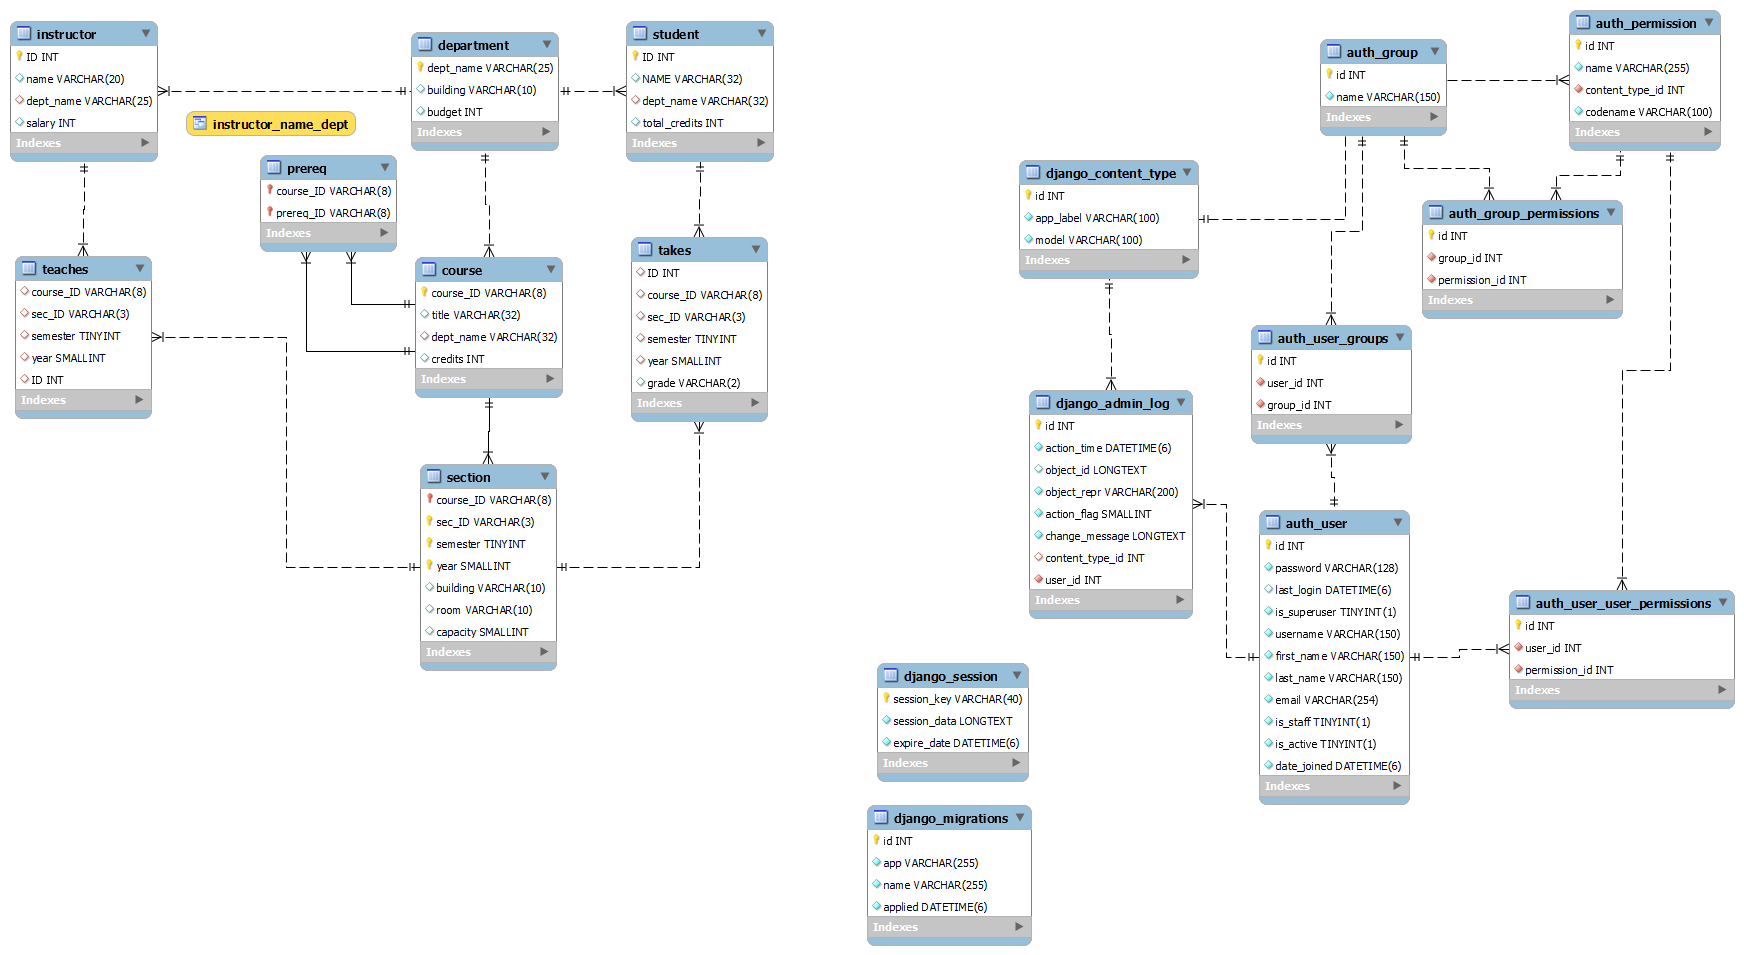 instructor
ID INT
name VARCHAR(20)
dept_name VARCHAR(25)
salary INT
Indexes
instructor_name_dept
department
dept_name VARCHAR(25)
building VARCHAR(10)
budget INT
Indexes
student
ID INT
NAME VARCHAR(32)
dept_name VARCHAR(32)
total_credits INT
Indexes
prereq
course_ID VARCHAR(8)
prereq_ID VARCHAR(8)
Indexes
teaches
course_ID VARCHAR(8)
sec_ID VARCHAR(3)
semester TINYINT
year SMALLINT
ID INT
Indexes
course
course_ID VARCHAR(8)
title VARCHAR(32)
dept_name VARCHAR(32)
credits INT
Indexes
takes
ID INT
course_ID VARCHAR(8)
sec_ID VARCHAR(3)
semester TINYINT
year SMALLINT
grade VARCHAR(2)
Indexes
section
course_ID VARCHAR(8)
sec_ID VARCHAR(3)
semester TINYINT
year SMALLINT
building VARCHAR(10)
room VARCHAR(10)
capacity SMALLINT
Indexes
auth_group
id INT
name VARCHAR(150)
Indexes
auth_permission
id INT
name VARCHAR(255)
content_type_id INT
codename VARCHAR(100)
Indexes
django_content_type
id INT
app_label VARCHAR(100)
model VARCHAR(100)
Indexes
auth_group_permissions
id INT
group_id INT
permission_id INT
Indexes
auth_user_groups
id INT
user_id INT
group_id INT
Indexes
django_admin_log
id INT
action_time DATETIME(6)
object_id LONGTEXT
object_repr VARCHAR(200)
action_flag SMALLINT
change_message LONGTEXT
content_type_id INT
user_id INT
Indexes
auth_user
id INT
password VARCHAR(128)
last_login DATETIME(6)
is_superuser TINYINT(1)
username VARCHAR(150)
first_name VARCHAR(150)
last_name VARCHAR(150)
email VARCHAR(254)
is_staff TINYINT(1)
is_active TINYINT(1)
date_joined DATETIME(6)
Indexes
auth_user_user_permissions
id INT
user_id INT
permission_id INT
Indexes
django_session
session_key VARCHAR(40)
session_data LONGTEXT
expire_date DATETIME(6)
Indexes
django_migrations
id INT
app VARCHAR(255)
name VARCHAR(255)
applied DATETIME(6)
Indexes